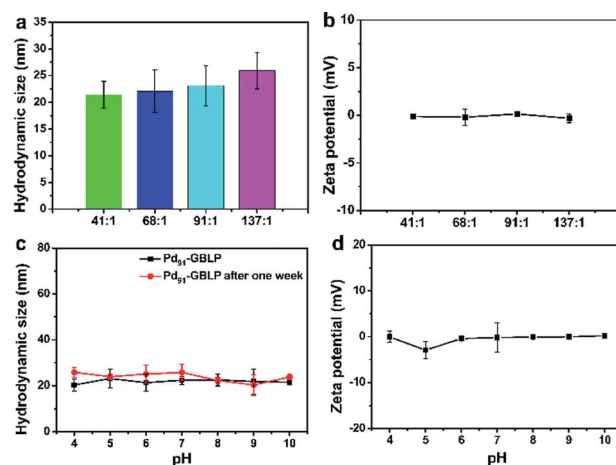 a
Hydrodynamic size (nm)
35
30
25
20
15
10
5
0
41:1 68:1 91:1 137:1
b
Zeta potential (mV)
10
5
0
-5
-10
41:1 68:1 91:1 137:1
c
Hydrodynamic size (nm)
80
60
40
20
0
Pd91-GBLP
Pd91-GBLP after one week
4 5 6 7 8 9 10
pH
d
Zeta potential (mV)
20
10
0
-10
-20
4 5 6 7 8 9 10
pH